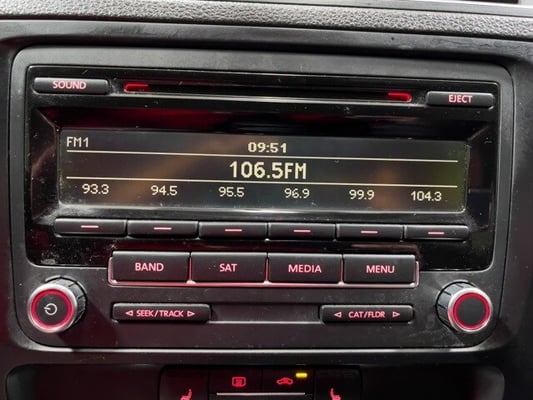 SOUND
EJECT
FM1
09:51
106.5FM
93.3 94.5 95.5 96.9 99.9 104.3
BAND SAT MEDIA MENU
◁ SEEK/TRACK ▷ ◁ CAT/FLDR ▷